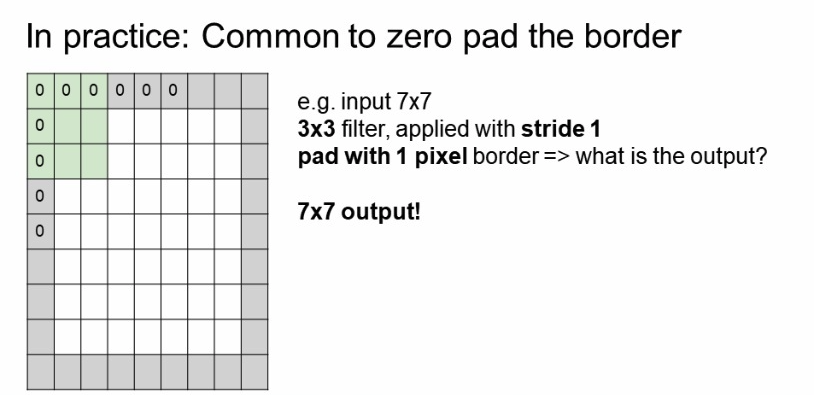 In practice: Common to zero pad the border
0 0 0 0 0 0
0
0
0
0
e.g. input 7x7
3x3 filter, applied with stride 1
pad with 1 pixel border => what is the output?
7x7 output!